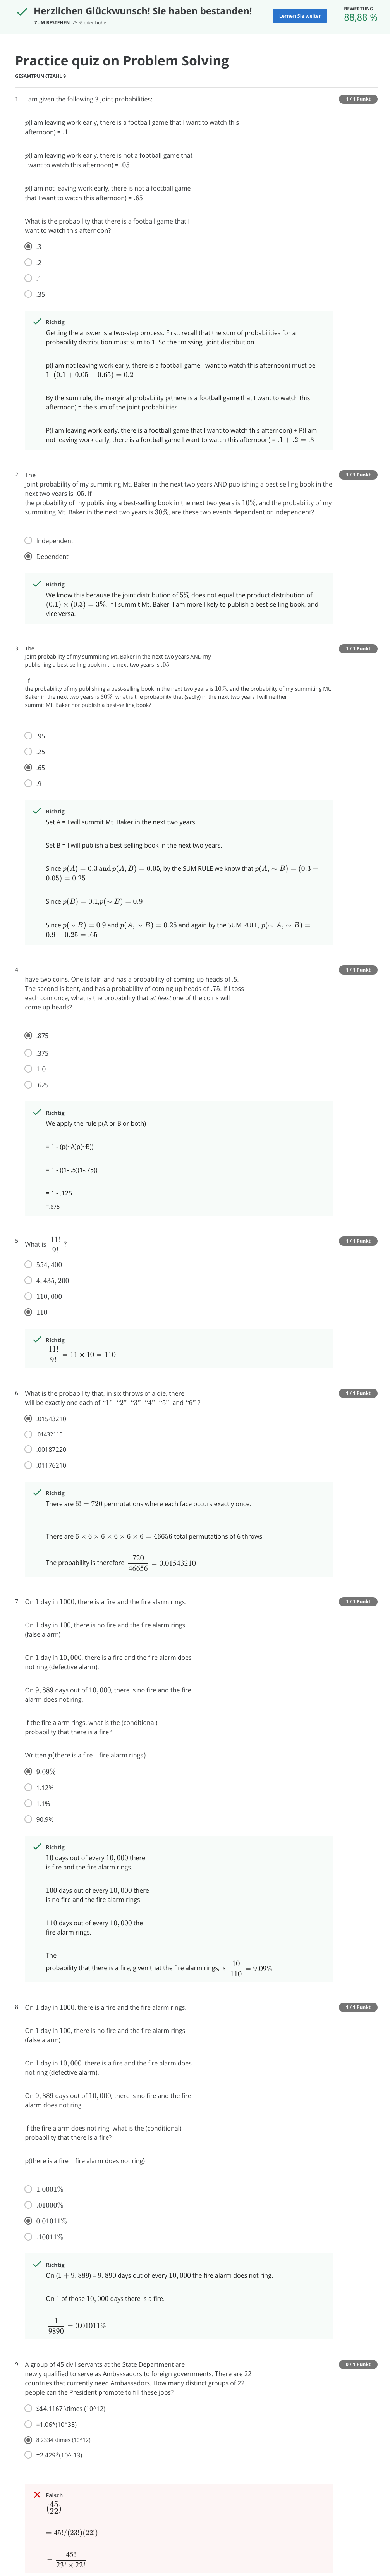 Herzlichen Glückwunsch! Sie haben bestanden!
ZUM BESTEHEN 75 % oder höher
Lernen Sie weiter
BEWERTUNG
88,88 %
Practice quiz on Problem Solving
GESAMTPUNKTZAHL 9
1. I am given the following 3 joint probabilities:
1 / 1 Punkt
p(I am leaving work early, there is a football game that I want to watch this
afternoon) = .1
p(I am leaving work early, there is not a football game that
I want to watch this afternoon) = .05
p(I am not leaving work early, there is not a football game
that I want to watch this afternoon) = .65
What is the probability that there is a football game that I
want to watch this afternoon?
.3
.2
.1
.35
Richtig
Getting the answer is a two-step process. First, recall that the sum of probabilities for a
probability distribution must sum to 1. So the “missing” joint distribution
p(I am not leaving work early, there is a football game I want to watch this afternoon) must be
1–(0.1 + 0.05 + 0.65) = 0.2
By the sum rule, the marginal probability p(there is a football game that I want to watch this
afternoon) = the sum of the joint probabilities
P(I am leaving work early, there is a football game that I want to watch this afternoon) + P(I am
not leaving work early, there is a football game I want to watch this afternoon) = .1 + .2 = .3
2. The
1 / 1 Punkt
Joint probability of my summiting Mt. Baker in the next two years AND publishing a best-selling book in the
next two years is .05. If
the probability of my publishing a best-selling book in the next two years is 10%, and the probability of my
summiting Mt. Baker in the next two years is 30%, are these two events dependent or independent?
Independent
Dependent
Richtig
We know this because the joint distribution of 5% does not equal the product distribution of
(0.1) × (0.3) = 3%. If I summit Mt. Baker, I am more likely to publish a best-selling book, and
vice versa.
3. The
1 / 1 Punkt
Joint probability of my summiting Mt. Baker in the next two years AND my
publishing a best-selling book in the next two years is .05.
If
the probability of my publishing a best-selling book in the next two years is 10%, and the probability of my summiting Mt.
Baker in the next two years is 30%, what is the probability that (sadly) in the next two years I will neither
summit Mt. Baker nor publish a best-selling book?
.95
.25
.65
.9
Richtig
Set A = I will summit Mt. Baker in the next two years
Set B = I will publish a best-selling book in the next two years.
Since p(A) = 0.3 and p(A, B) = 0.05, by the SUM RULE we know that p(A, ∼ B) = (0.3 −
0.05) = 0.25
Since p(B) = 0.1,p(∼ B) = 0.9
Since p(∼ B) = 0.9 and p(A, ∼ B) = 0.25 and again by the SUM RULE, p(∼ A, ∼ B) =
0.9 − 0.25 = .65
4. I
1 / 1 Punkt
have two coins. One is fair, and has a probability of coming up heads of .5.
The second is bent, and has a probability of coming up heads of .75. If I toss
each coin once, what is the probability that at least one of the coins will
come up heads?
.875
.375
1.0
.625
Richtig
We apply the rule p(A or B or both)
= 1 - (p(~A)p(~B))
= 1 - ((1- .5)(1-.75))
= 1 - .125
=.875
5. What is 11!/9! ?
1 / 1 Punkt
554, 400
4, 435, 200
110, 000
110
Richtig
11!/9! = 11 × 10 = 110
6. What is the probability that, in six throws of a die, there
1 / 1 Punkt
will be exactly one each of “1” “2” “3” “4” “5” and “6” ?
.01543210
.01432110
.00187220
.01176210
Richtig
There are 6! = 720 permutations where each face occurs exactly once.
There are 6 × 6 × 6 × 6 × 6 × 6 = 46656 total permutations of 6 throws.
The probability is therefore 720/46656 = 0.01543210
7. On 1 day in 1000, there is a fire and the fire alarm rings.
1 / 1 Punkt
On 1 day in 100, there is no fire and the fire alarm rings
(false alarm)
On 1 day in 10, 000, there is a fire and the fire alarm does
not ring (defective alarm).
On 9, 889 days out of 10, 000, there is no fire and the fire
alarm does not ring.
If the fire alarm rings, what is the (conditional)
probability that there is a fire?
Written p(there is a fire | fire alarm rings)
9.09%
1.12%
1.1%
90.9%
Richtig
10 days out of every 10, 000 there
is fire and the fire alarm rings.
100 days out of every 10, 000 there
is no fire and the fire alarm rings.
110 days out of every 10, 000 the
fire alarm rings.
The
probability that there is a fire, given that the fire alarm rings, is 10/110 = 9.09%
8. On 1 day in 1000, there is a fire and the fire alarm rings.
1 / 1 Punkt
On 1 day in 100, there is no fire and the fire alarm rings
(false alarm)
On 1 day in 10, 000, there is a fire and the fire alarm does
not ring (defective alarm).
On 9, 889 days out of 10, 000, there is no fire and the fire
alarm does not ring.
If the fire alarm does not ring, what is the (conditional)
probability that there is a fire?
p(there is a fire | fire alarm does not ring)
1.0001%
.01000%
0.01011%
.10011%
Richtig
On (1 + 9, 889) = 9, 890 days out of every 10, 000 the fire alarm does not ring.
On 1 of those 10, 000 days there is a fire.
1/9890 = 0.01011%
9. A group of 45 civil servants at the State Department are
0 / 1 Punkt
newly qualified to serve as Ambassadors to foreign governments. There are 22
countries that currently need Ambassadors. How many distinct groups of 22
people can the President promote to fill these jobs?
$$4.1167 \times (10^12)
=1.06*(10^35)
8.2334 \times (10^12)
=2.429*(10^-13)
Falsch
(45 22)
= 45!/(23!)(22!)
= 45!/23! × 22!